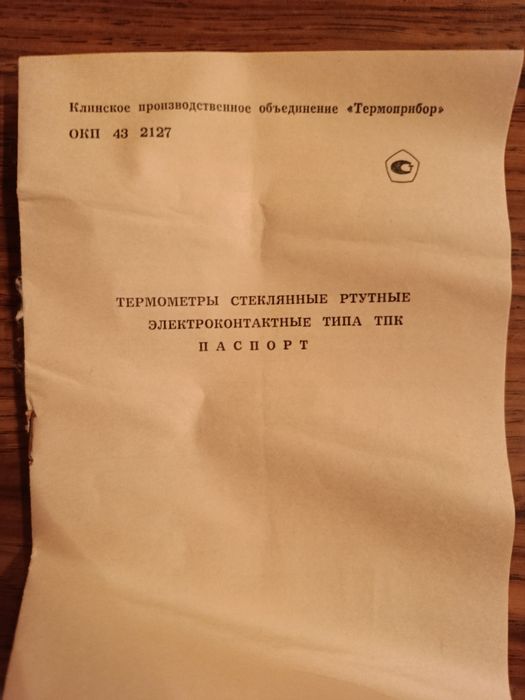 Клинское производственное объединение «Термоприбор»
ОКП 43 2127
ТЕРМОМЕТРЫ СТЕКЛЯННЫЕ РТУТНЫЕ
ЭЛЕКТРОКОНТАКТНЫЕ ТИПА ТПК
ПАСПОРТ